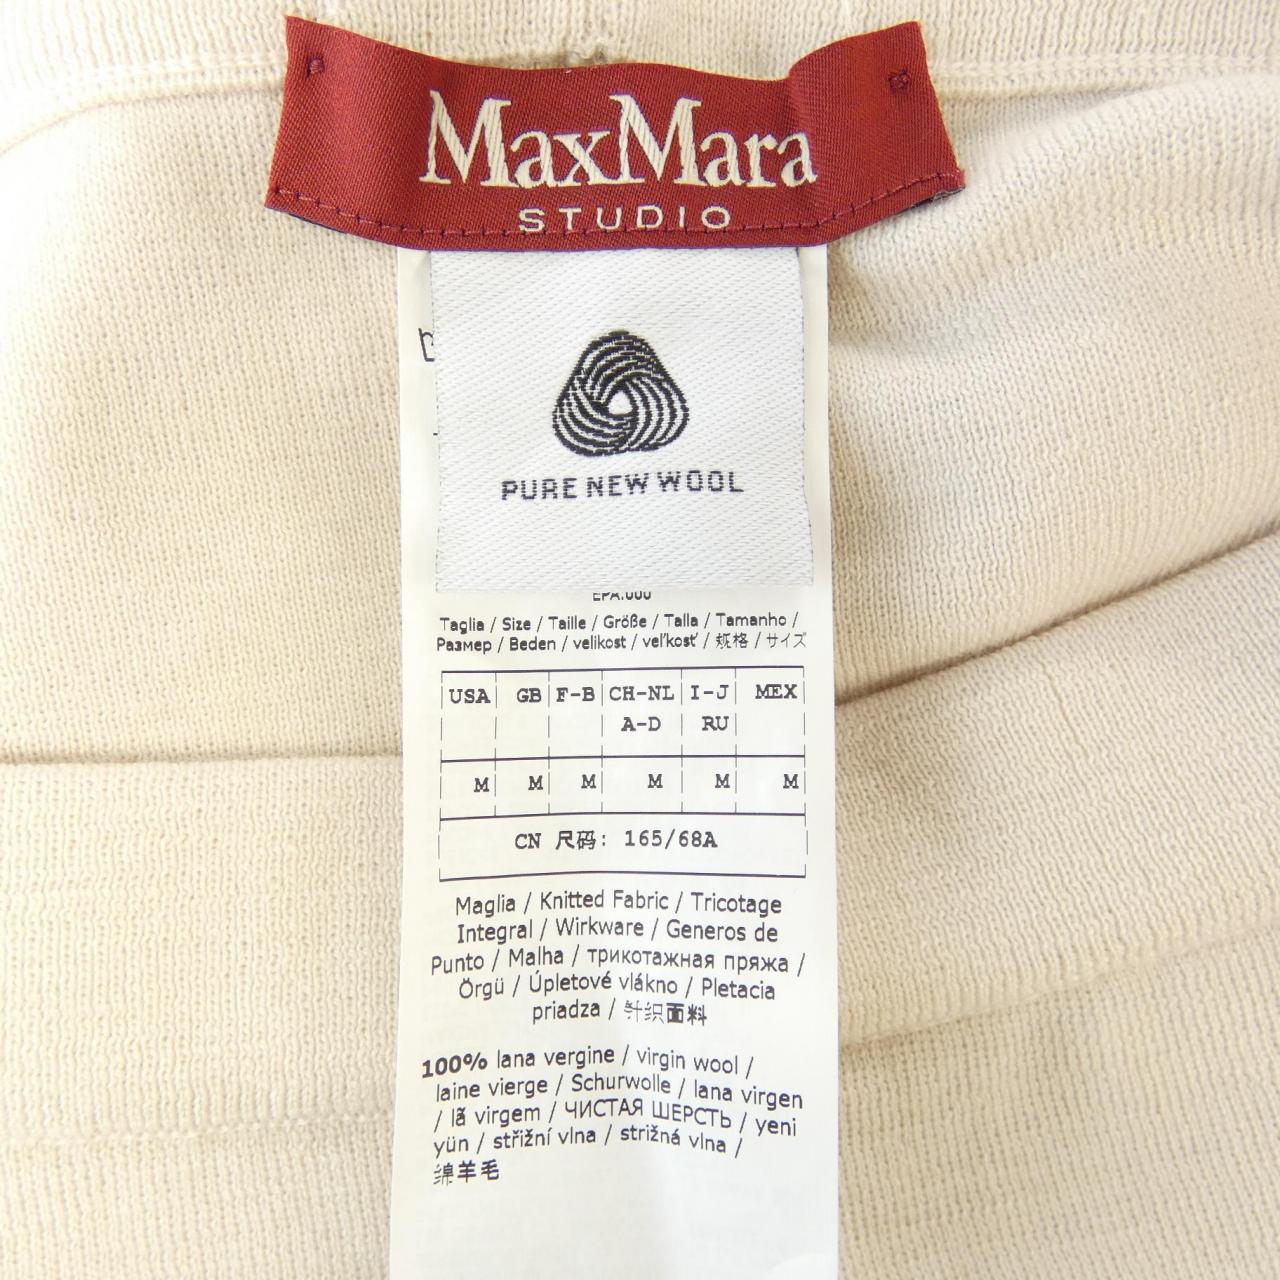 MaxMara
STUDIO
PURE NEW WOOL
EPA.000
Taglia / Size / Taille / Größe / Talla / Tamanho /
Размер / Beden / velikost / veľkosť / 规格 / サイズ
USA GB F-B CH-NL I-J MEX
A-D RU
M M M M M M
CN 尺码: 165/68A
Maglia / Knitted Fabric / Tricotage
Integral / Wirkware / Generos de
Punto / Malha / трикотажная пряжа /
Örgü / Úpletové vlákno / Pletacia
priadza / 针织面料
100% lana vergine / virgin wool /
laine vierge / Schurwolle / lana virgen
/ lã virgem / ЧИСТАЯ ШЕРСТЬ / yeni
yün / střižní vlna / strižná vlna /
绵羊毛